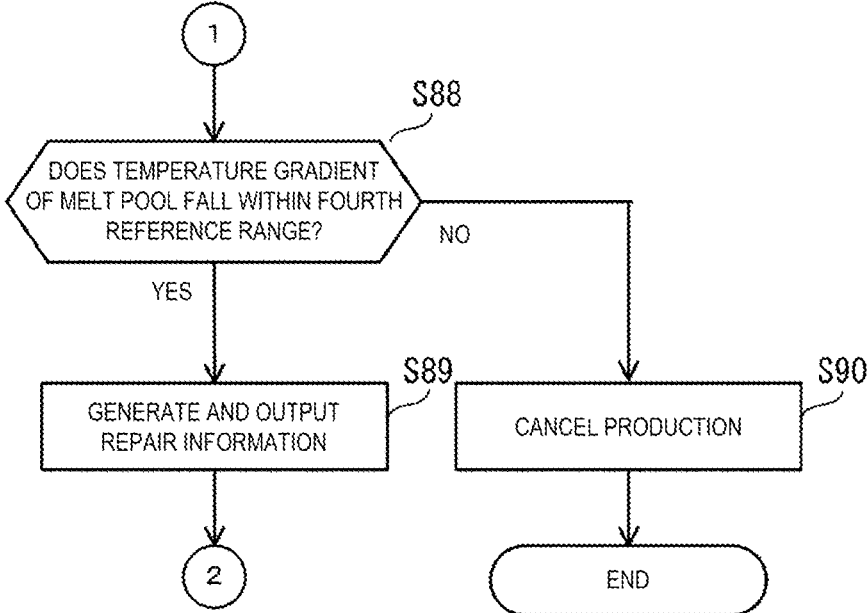 1
S88
DOES TEMPERATURE GRADIENT
OF MELT POOL FALL WITHIN FOURTH
REFERENCE RANGE?
NO
YES
S89
GENERATE AND OUTPUT
REPAIR INFORMATION
S90
CANCEL PRODUCTION
2
END